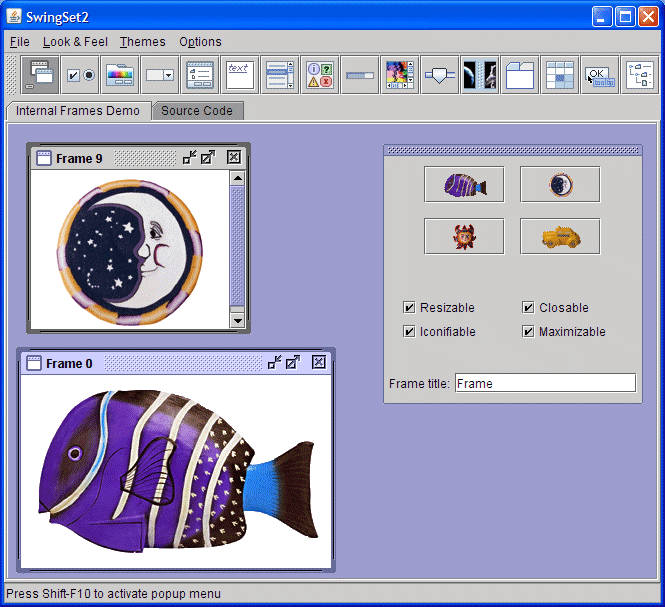 SwingSet2
File Look & Feel Themes Options
text
OK
tooltip
Internal Frames Demo Source Code
Frame 9
Frame 0
Resizable Closable
Iconifiable Maximizable
Frame title: Frame
Press Shift-F10 to activate popup menu